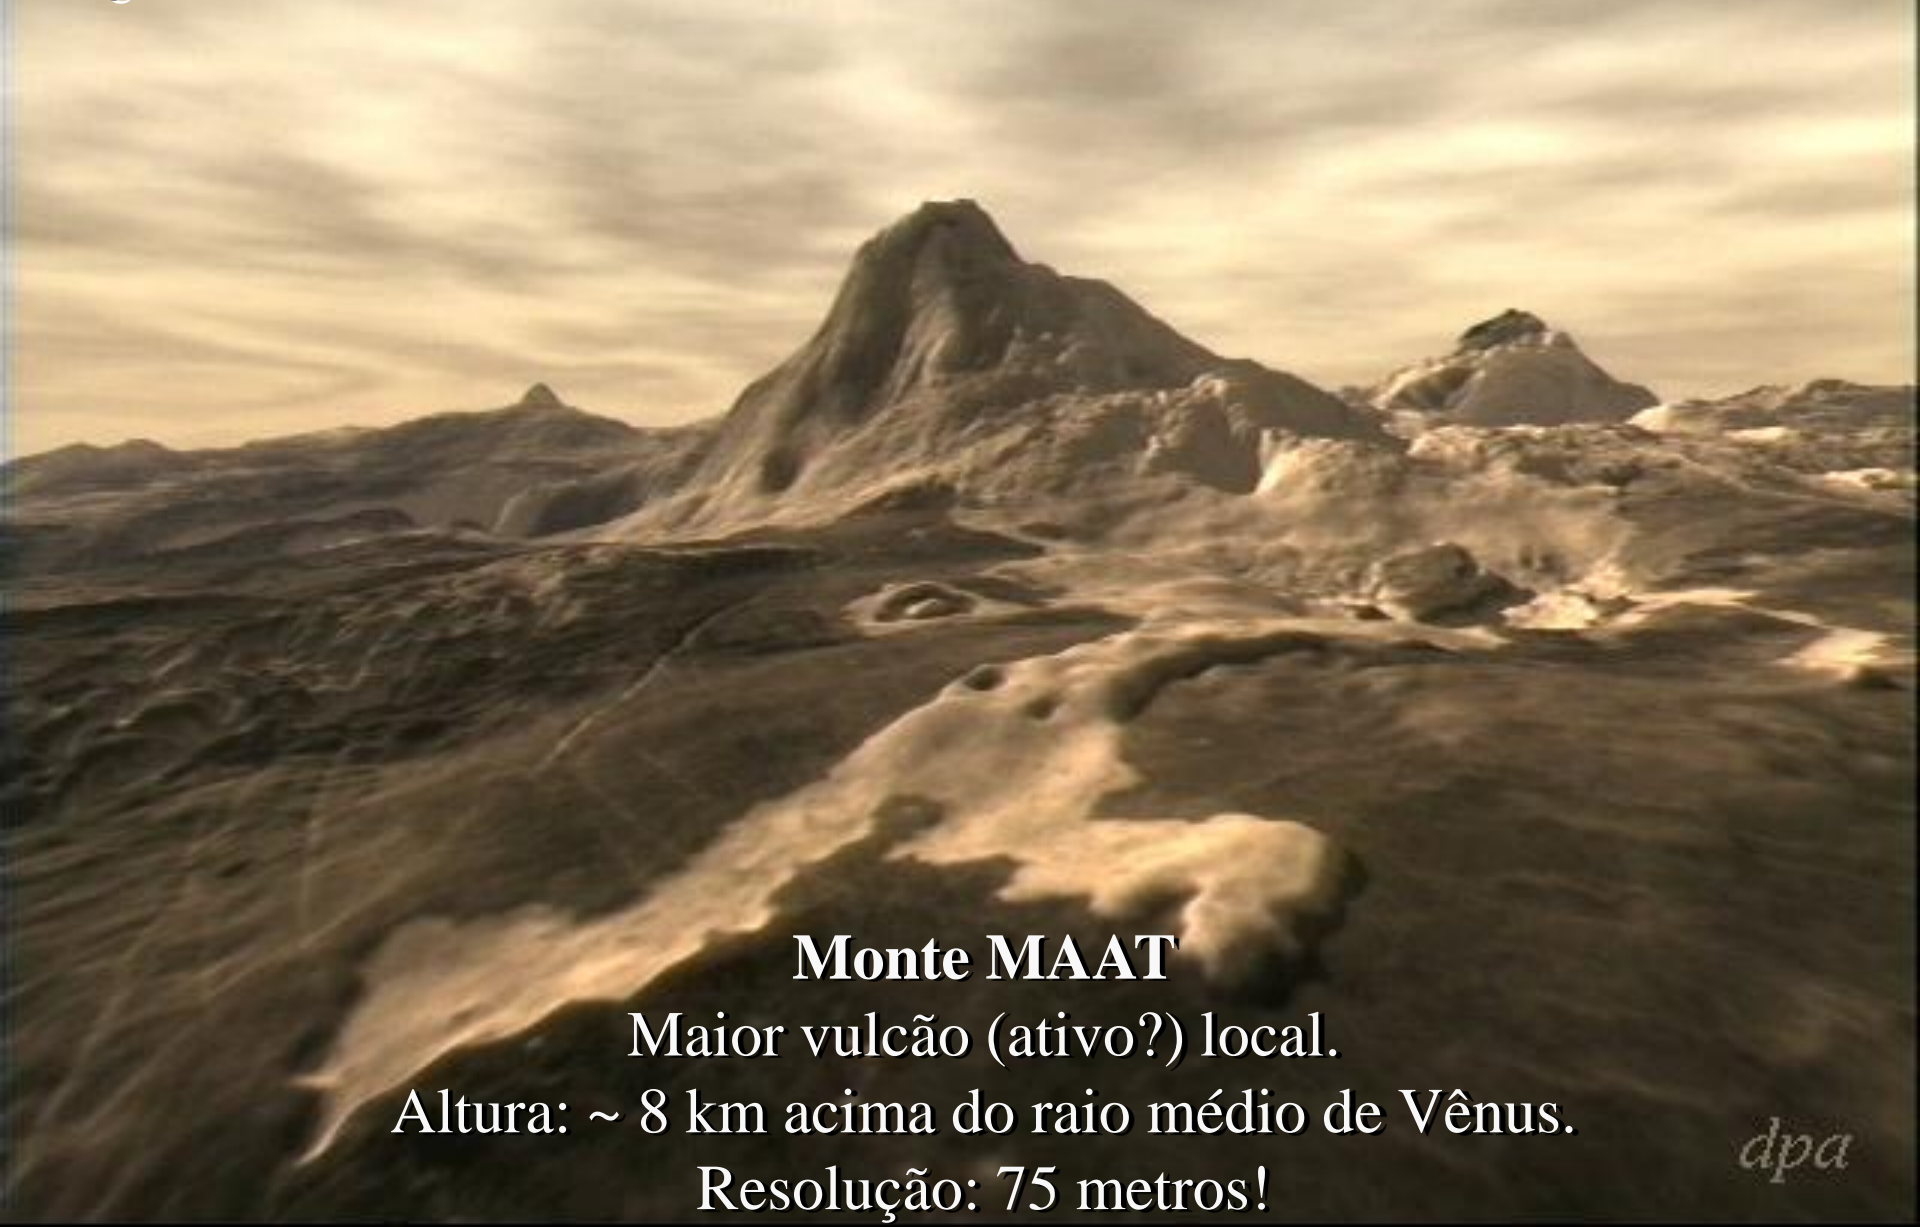 Monte MAAT
Maior vulcão (ativo?) local.
Altura: ~ 8 km acima do raio médio de Vênus.
dpa
Resolução: 75 metros!